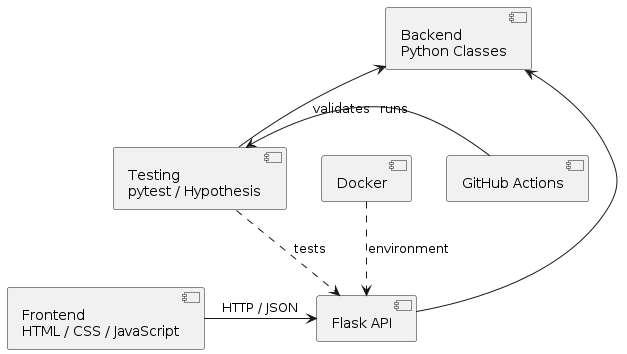 Backend
Python Classes
validates
runs
Testing
pytest / Hypothesis
Docker
GitHub Actions
tests
environment
Frontend
HTML / CSS / JavaScript
HTTP / JSON
Flask API